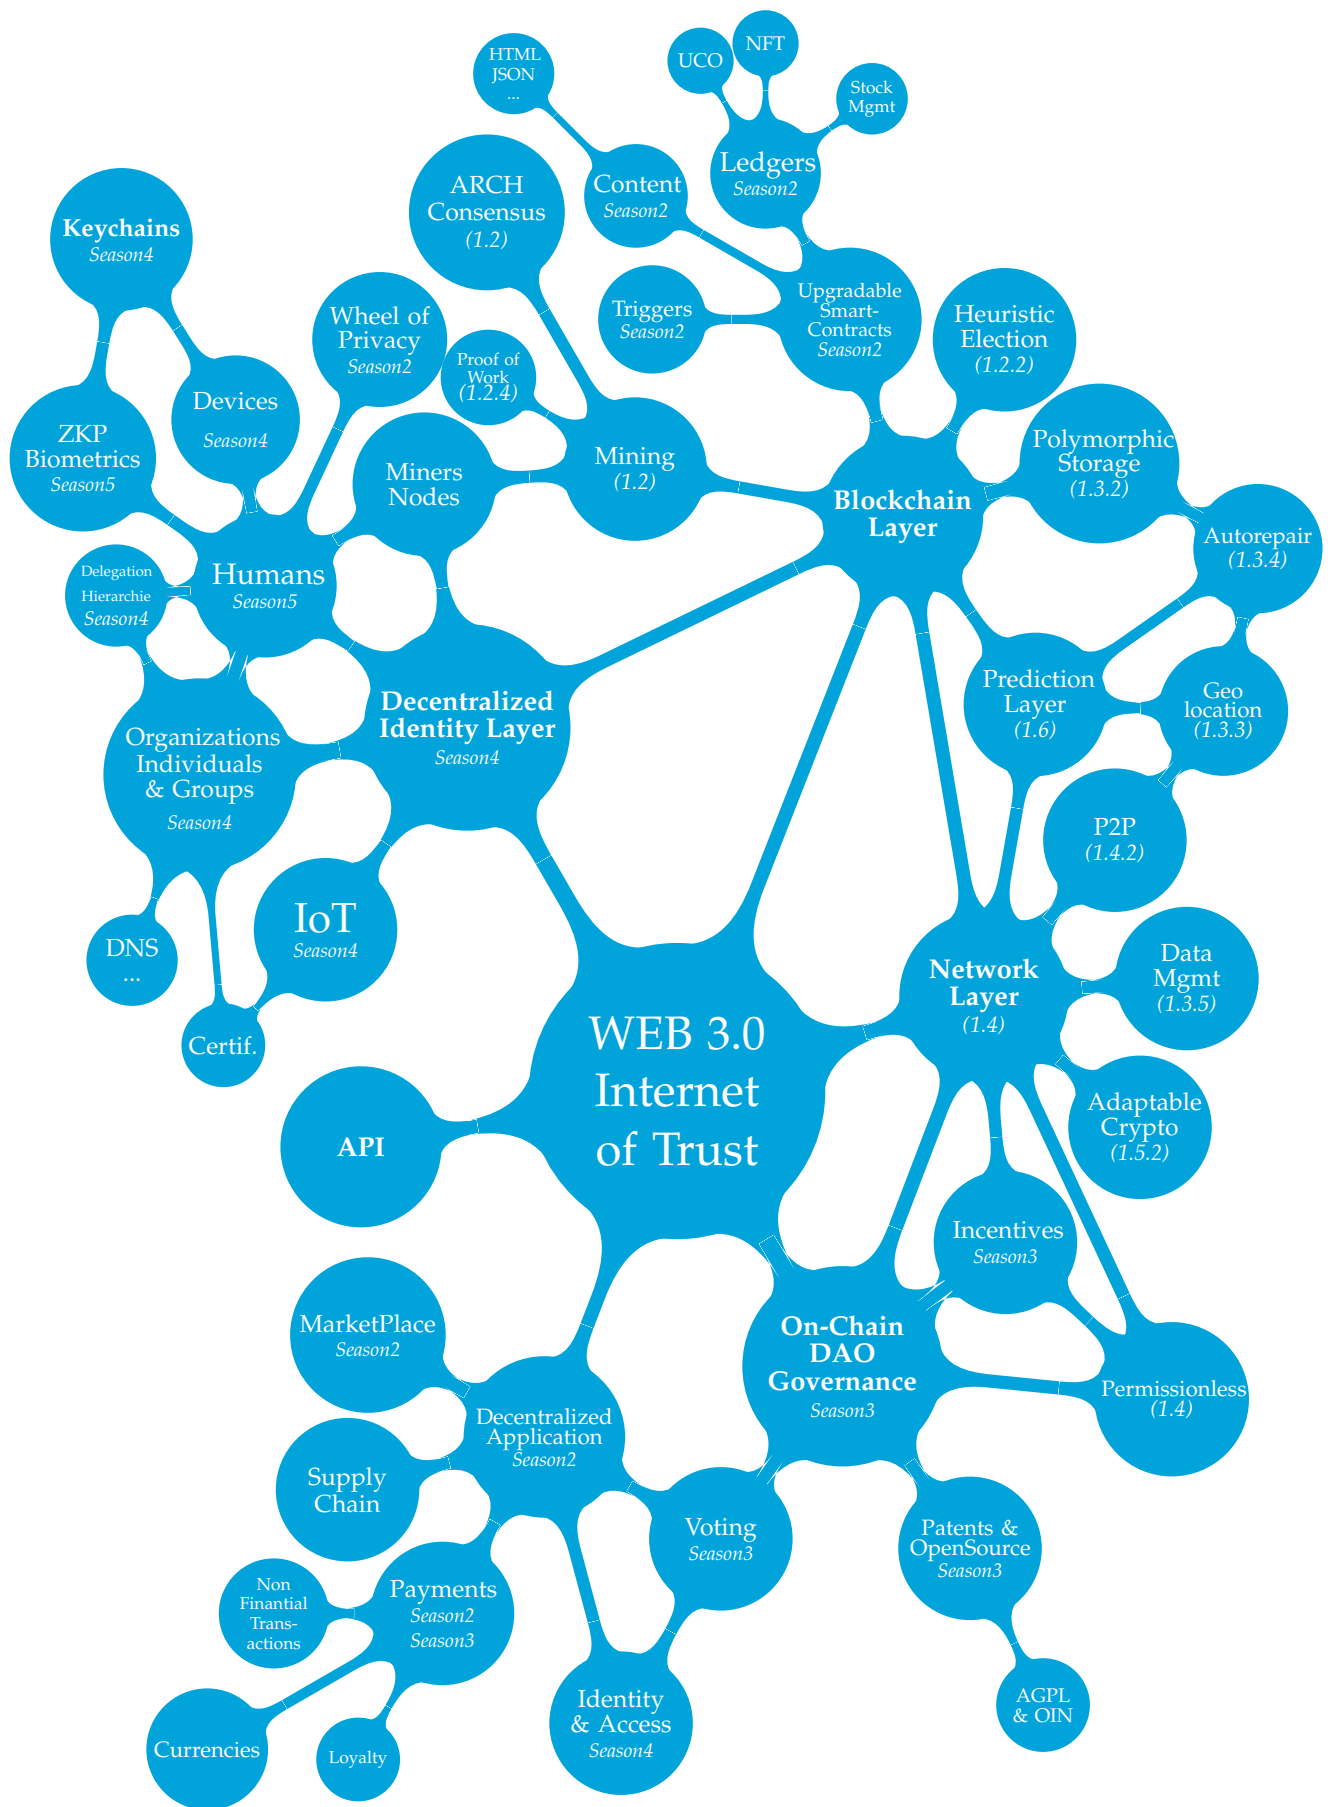 HTML
JSON
...
UCO
NFT
Stock
Mgmt
Ledgers
Season2
Content
Season2
ARCH
Consensus
(1.2)
Keychains
Season4
Triggers
Season2
Upgradable
Smart-
Contracts
Season2
Wheel of
Privacy
Season2
Heuristic
Election
(1.2.2)
Proof of
Work
(1.2.4)
Devices
Season4
ZKP
Biometrics
Season5
Miners
Nodes
Mining
(1.2)
Polymorphic
Storage
(1.3.2)
Blockchain
Layer
Autorepair
(1.3.4)
Delegation
Hierarchie
Season4
Humans
Season5
Decentralized
Identity Layer
Season4
Prediction
Layer
(1.6)
Geo
location
(1.3.3)
Organizations
Individuals
& Groups
Season4
P2P
(1.4.2)
IoT
Season4
DNS
...
Network
Layer
(1.4)
Data
Mgmt
(1.3.5)
Certif.
WEB 3.0
Internet
of Trust
API
Adaptable
Crypto
(1.5.2)
Incentives
Season3
MarketPlace
Season2
On-Chain
DAO
Governance
Season3
Permissionless
(1.4)
Decentralized
Application
Season2
Supply
Chain
Voting
Season3
Patents &
OpenSource
Season3
Non
Finantial
Trans-
actions
Payments
Season2
Season3
Identity
& Access
Season4
AGPL
& OIN
Currencies
Loyalty